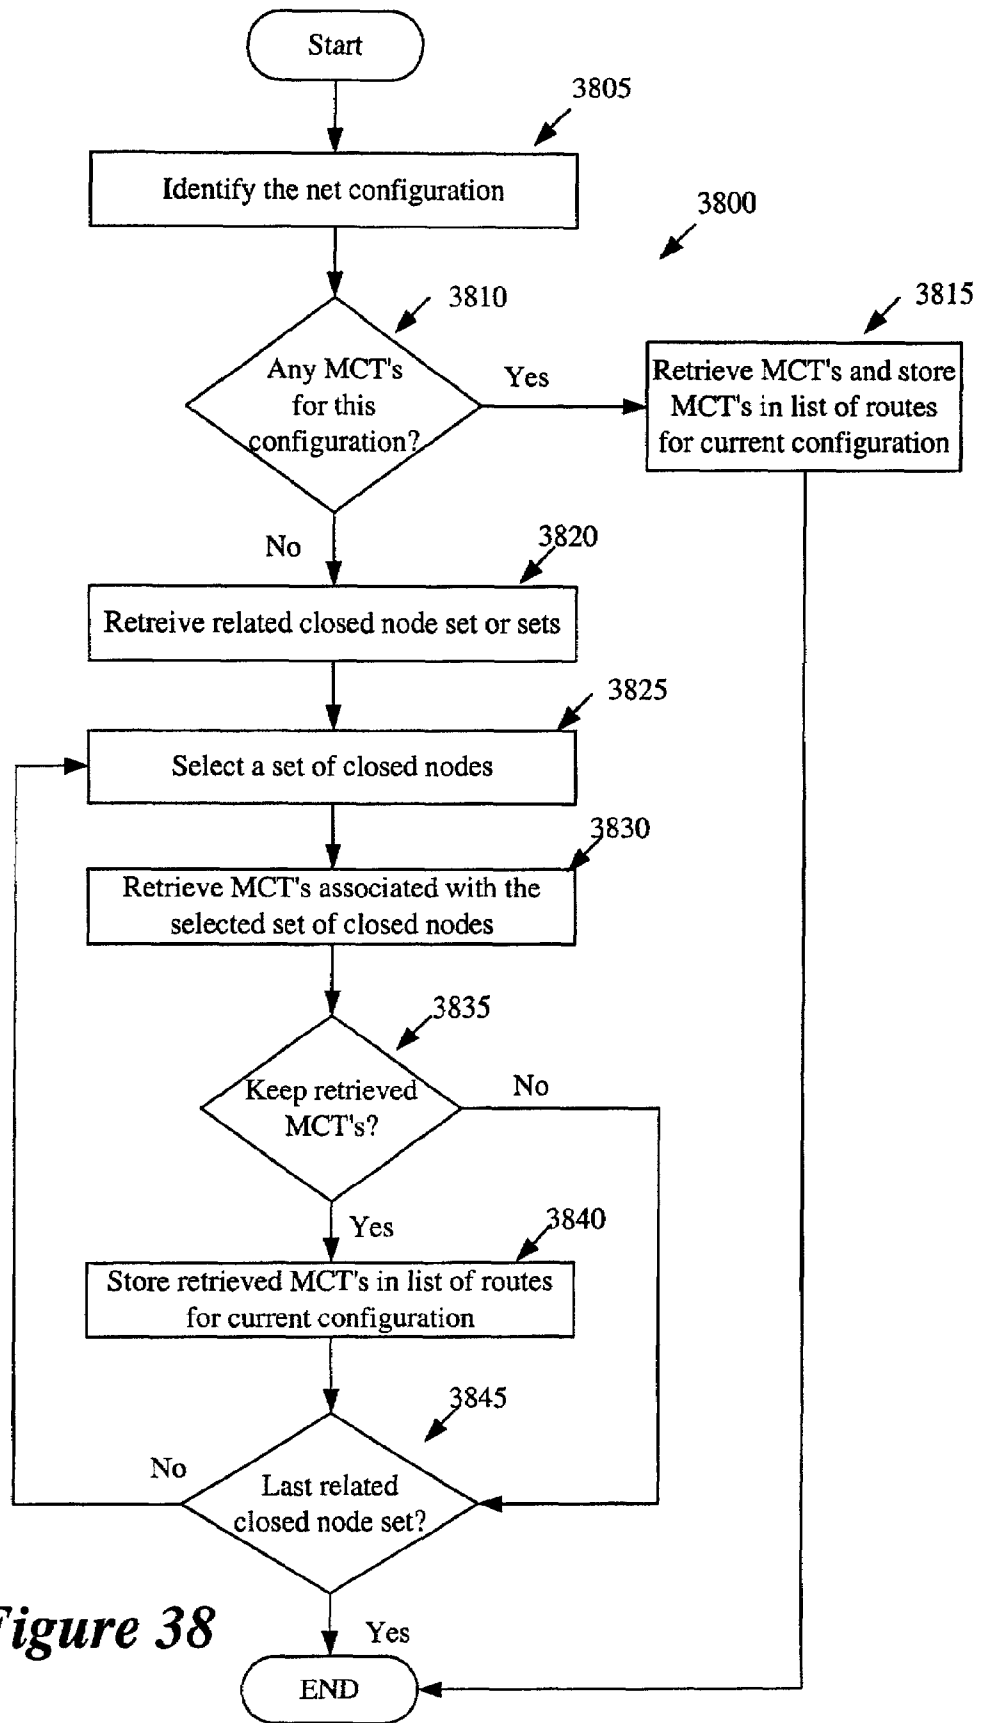 Start
3805
Identify the net configuration
3800
3810
3815
Any MCT's
for this
configuration?
Yes
Retrieve MCT's and store
MCT's in list of routes
for current configuration
No
3820
Retreive related closed node set or sets
3825
Select a set of closed nodes
3830
Retrieve MCT's associated with the
selected set of closed nodes
3835
Keep retrieved
MCT's?
No
Yes
3840
Store retrieved MCT's in list of routes
for current configuration
3845
No
Last related
closed node set?
Figure 38
Yes
END